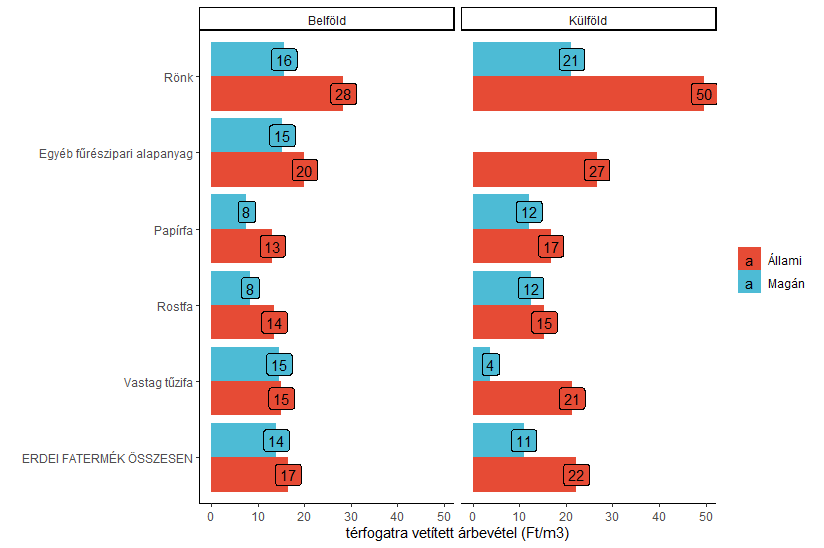 Belföld
Külföld
Rönk
16
28
21
50
Egyéb fűrészipari alapanyag
15
20
27
Papírfa
8
13
12
17
Rostfa
8
14
12
15
Vastag tűzifa
15
15
4
21
ERDEI FATERMÉK ÖSSZESEN
14
17
11
22
0 10 20 30 40 50
0 10 20 30 40 50
térfogatra vetített árbevétel (Ft/m3)
a Állami
a Magán